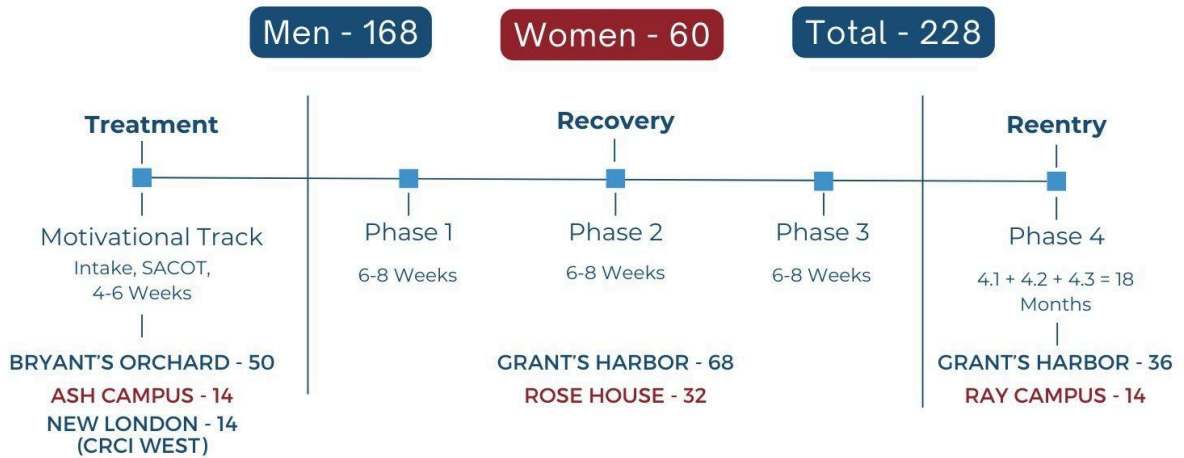 Men - 168
Women - 60
Total - 228
Treatment
Motivational Track
Intake, SACOT,
4-6 Weeks
BRYANT'S ORCHARD - 50
ASH CAMPUS - 14
NEW LONDON - 14
(CRCI WEST)
Recovery
Phase 1
6-8 Weeks
Phase 2
6-8 Weeks
Phase 3
6-8 Weeks
GRANT'S HARBOR - 68
ROSE HOUSE - 32
Reentry
Phase 4
4.1 + 4.2 + 4.3 = 18
Months
GRANT'S HARBOR - 36
RAY CAMPUS - 14